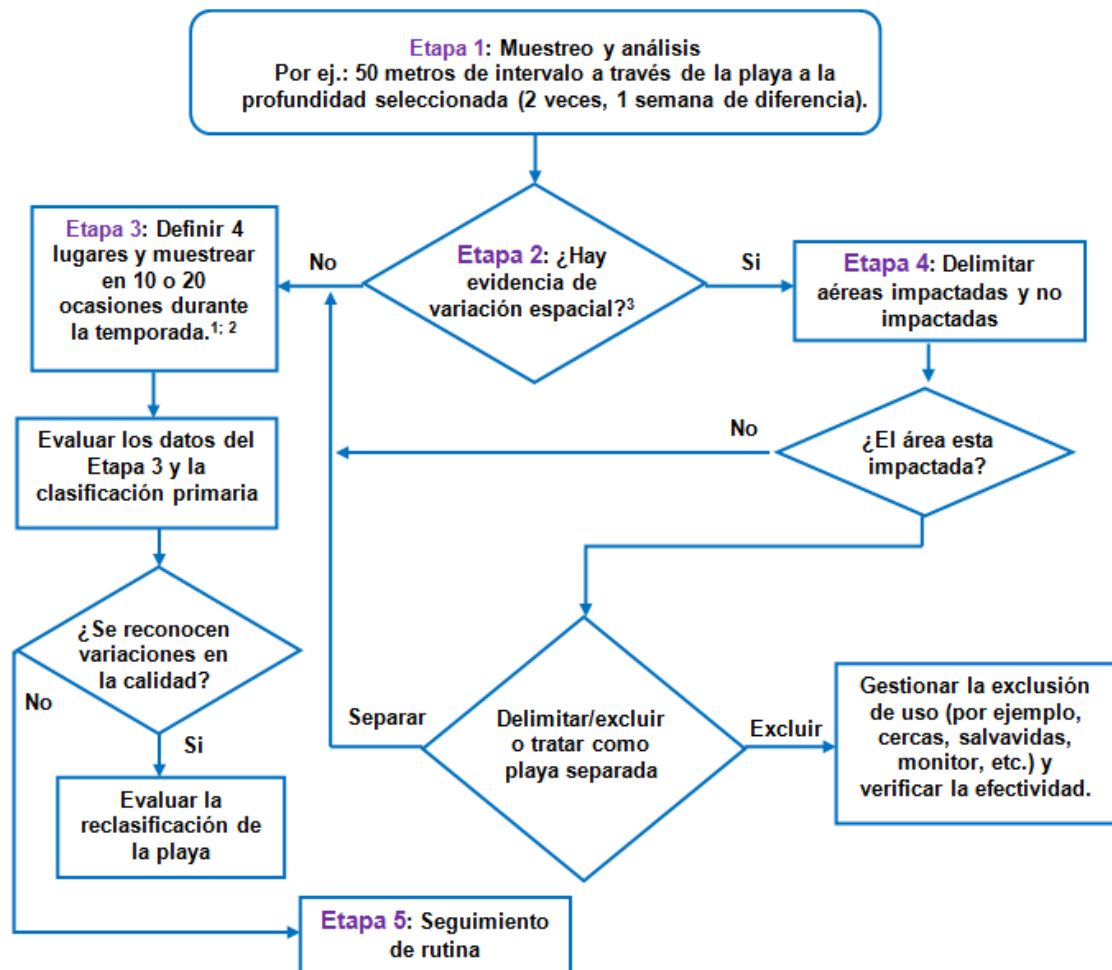 Etapa 1: Muestreo y análisis
Por ej.: 50 metros de intervalo a través de la playa a la
profundidad seleccionada (2 veces, 1 semana de diferencia).
Etapa 3: Definir 4
lugares y muestrear
en 10 o 20
ocasiones durante
la temporada.1; 2
No
Etapa 2: ¿Hay
evidencia de
variación espacial?3
Si
Etapa 4: Delimitar
aéreas impactadas y no
impactadas
Evaluar los datos del
Etapa 3 y la
clasificación primaria
No
¿El área esta
impactada?
¿Se reconocen
variaciones en
la calidad?
No
Si
Separar
Delimitar/excluir
o tratar como
playa separada
Excluir
Gestionar la exclusión
de uso (por ejemplo,
cercas, salvavidas,
monitor, etc.) y
verificar la efectividad.
Evaluar la
reclasificación de
la playa
Etapa 5: Seguimiento
de rutina